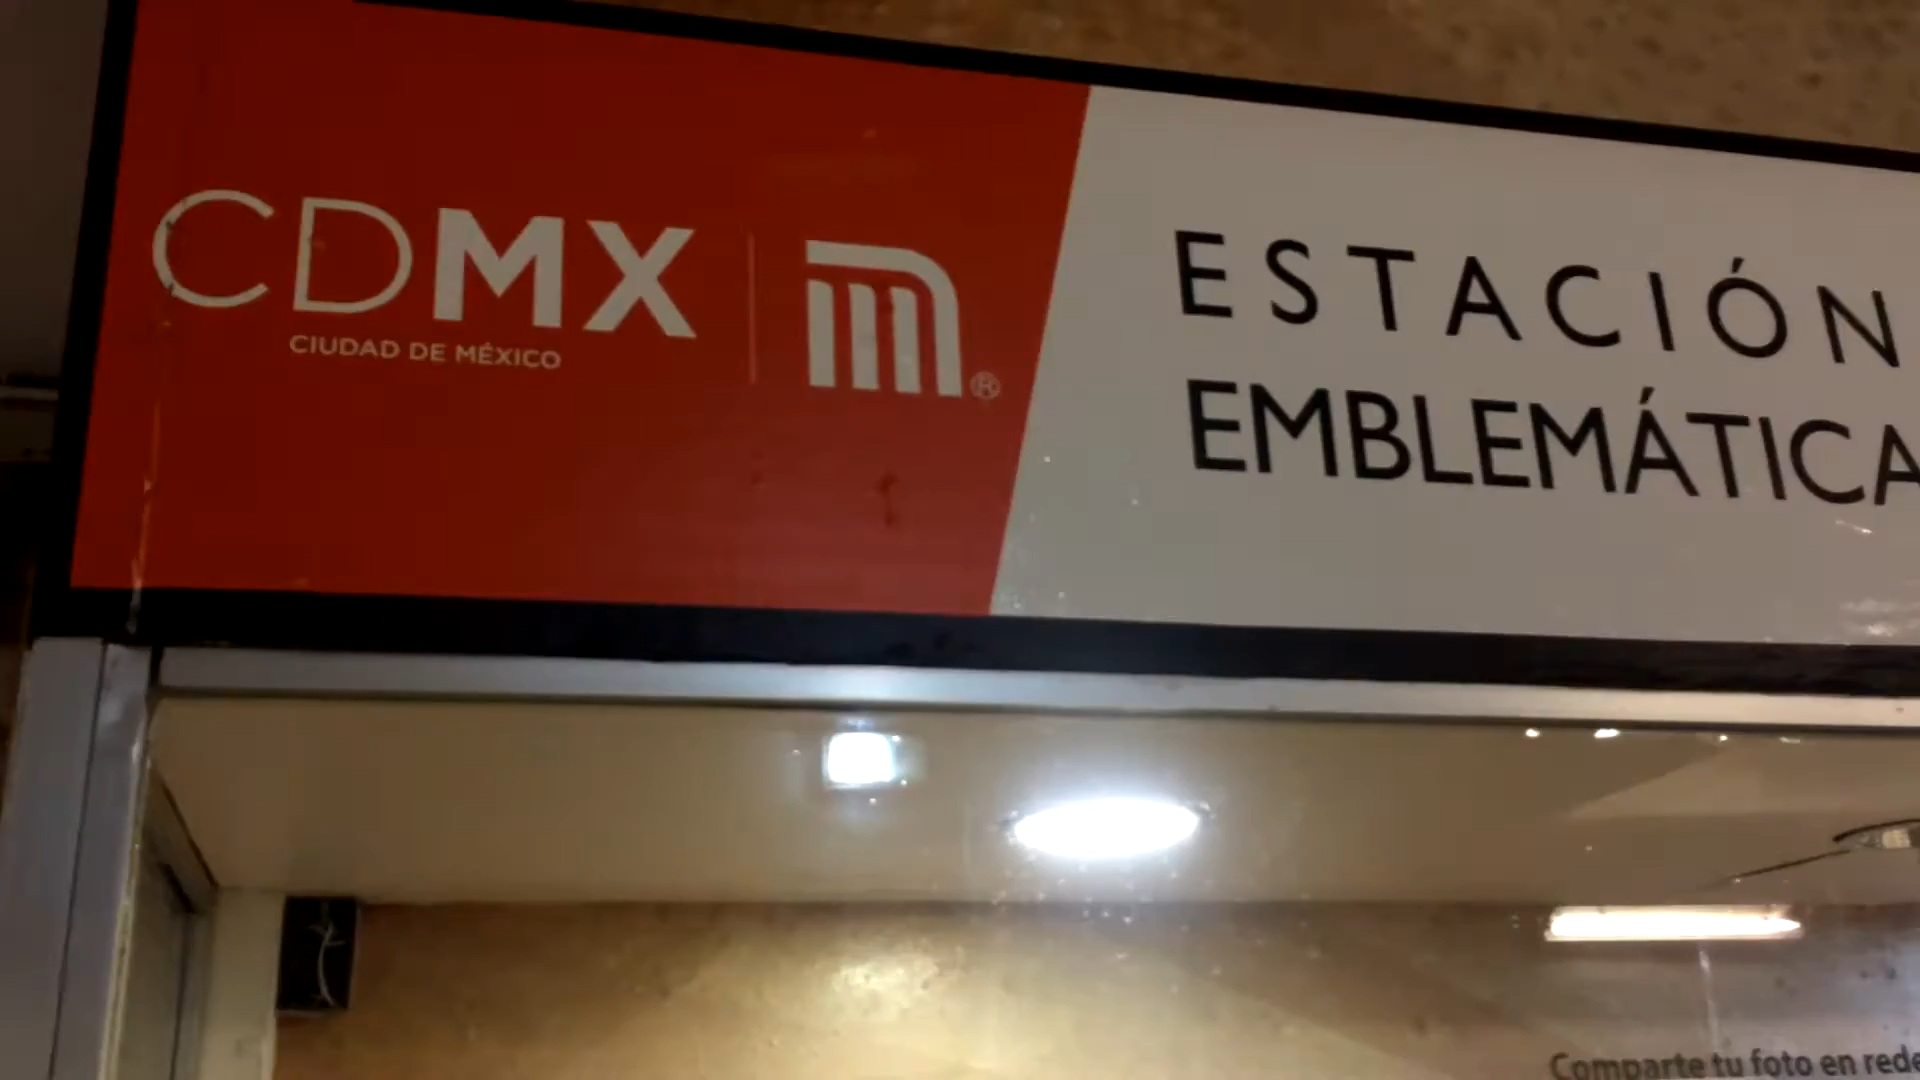 CDMX
CIUDAD DE MÉXICO
®
ESTACIÓN
EMBLEMÁTICA
Comparte tu foto en rede